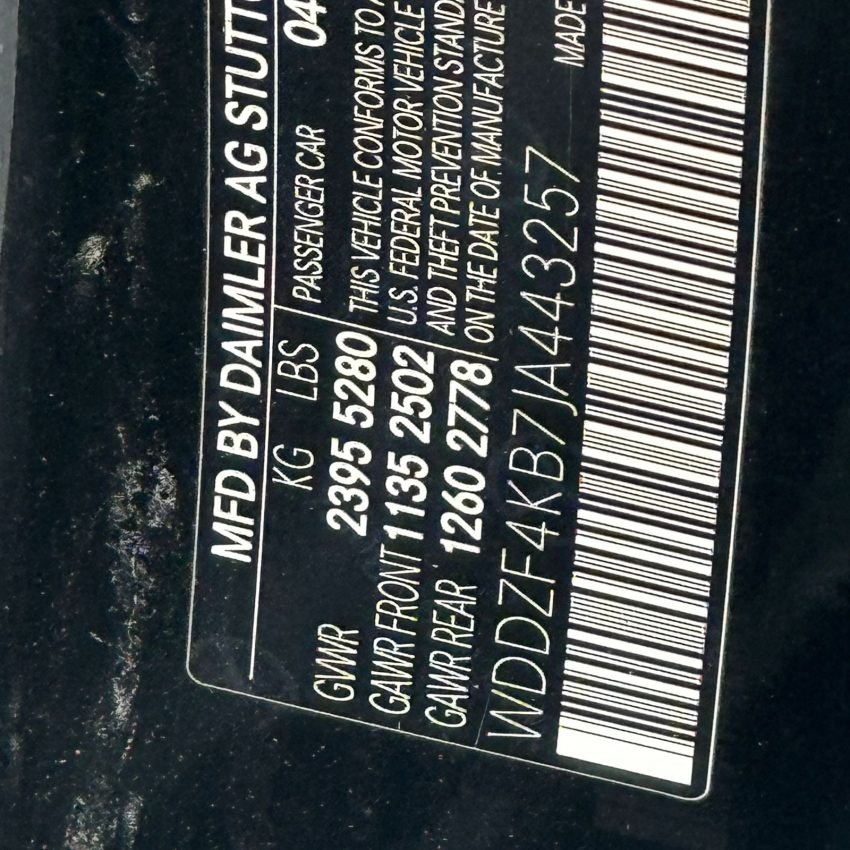 MFD BY DAIMLER AG STUTT
KG LBS
PASSENGER CAR 04
GVWR 2395 5280
GAWR FRONT 1135 2502
GAWR REAR 1260 2778
THIS VEHICLE CONFORMS TO
U.S. FEDERAL MOTOR VEHICLE
AND THEFT PREVENTION STAND
ON THE DATE OF MANUFACTURE
WDDZF4KB7JA443257
MADE